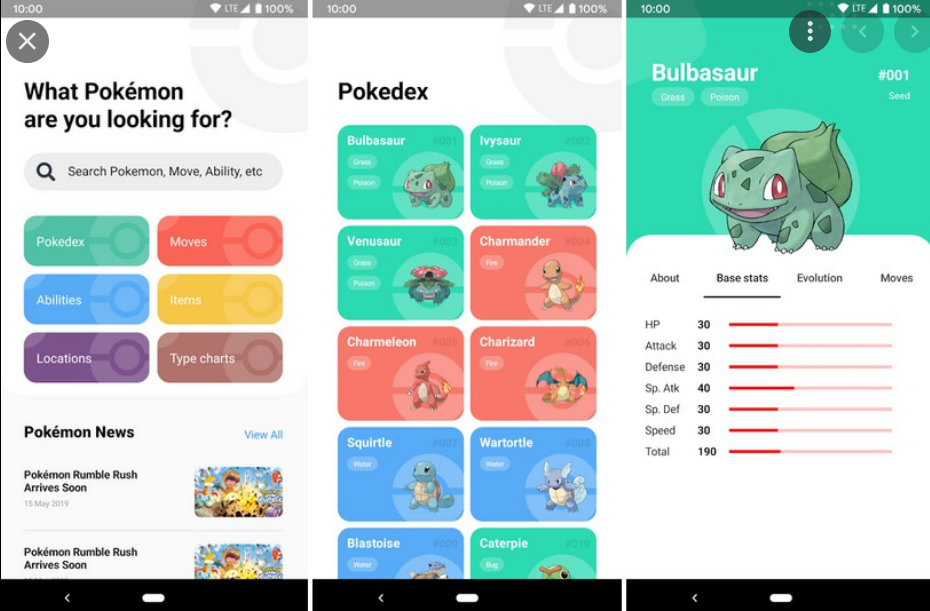 10:00
LTE
100%
What Pokémon
are you looking for?
Search Pokemon, Move, Ability, etc
Pokedex
Moves
Abilities
Items
Locations
Type charts
Pokémon News
View All
Pokémon Rumble Rush
Arrives Soon
15 May 2019
Pokémon Rumble Rush
Arrives Soon
10:00
LTE
100%
Pokedex
Bulbasaur #001
Grass
Poison
Ivysaur #002
Grass
Poison
Venusaur #003
Grass
Poison
Charmander #004
Fire
Charmeleon #005
Fire
Charizard #006
Fire
Squirtle #007
Water
Wartortle #008
Water
Blastoise #009
Water
Caterpie #010
Bug
10:00
LTE
100%
Bulbasaur
#001
Grass
Poison
Seed
About
Base stats
Evolution
Moves
HP 30
Attack 30
Defense 30
Sp. Atk 40
Sp. Def 30
Speed 30
Total 190